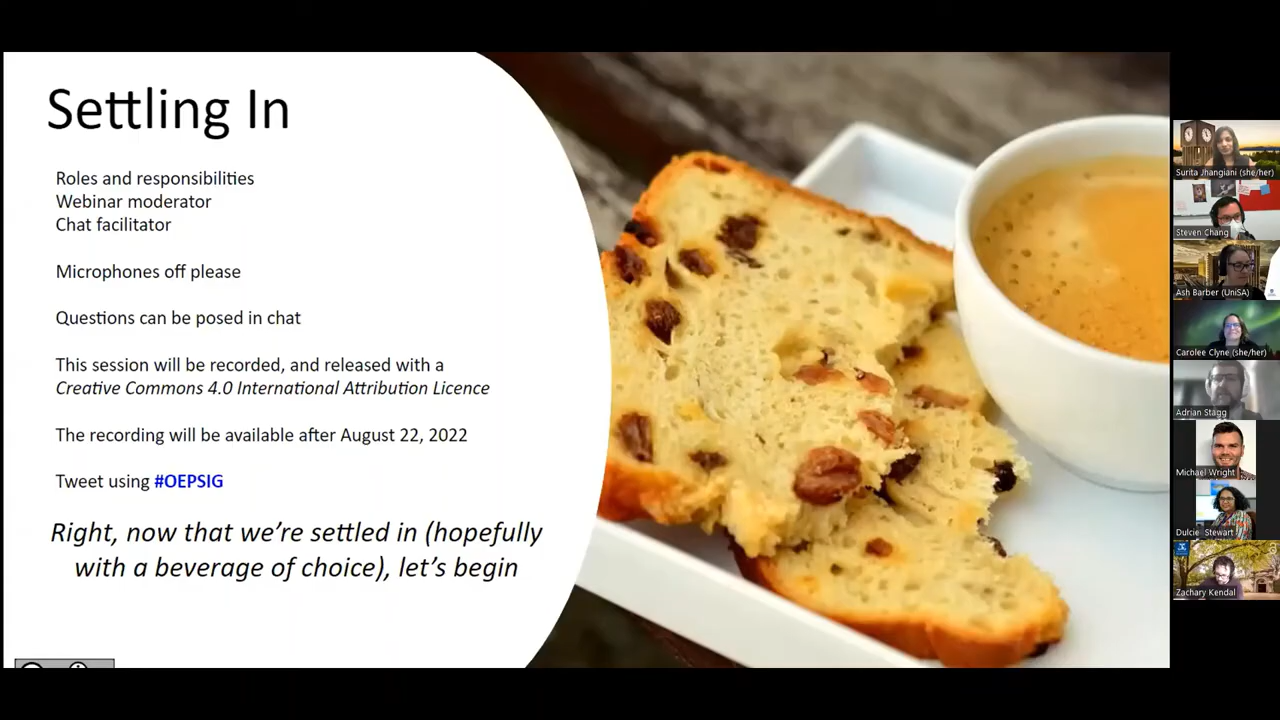 Settling In
Roles and responsibilities
Webinar moderator
Chat facilitator
Microphones off please
Questions can be posed in chat
This session will be recorded, and released with a
Creative Commons 4.0 International Attribution Licence
The recording will be available after August 22, 2022
Tweet using #OEPSIG
Right, now that we’re settled in (hopefully
with a beverage of choice), let’s begin
Surita Jhangiani (she/her)
Steven Chang
Ash Barber (UniSA)
Carolee Clyne (she/her)
Adrian Stagg
Michael Wright
Dulcie Stewart
Zachary Kendal